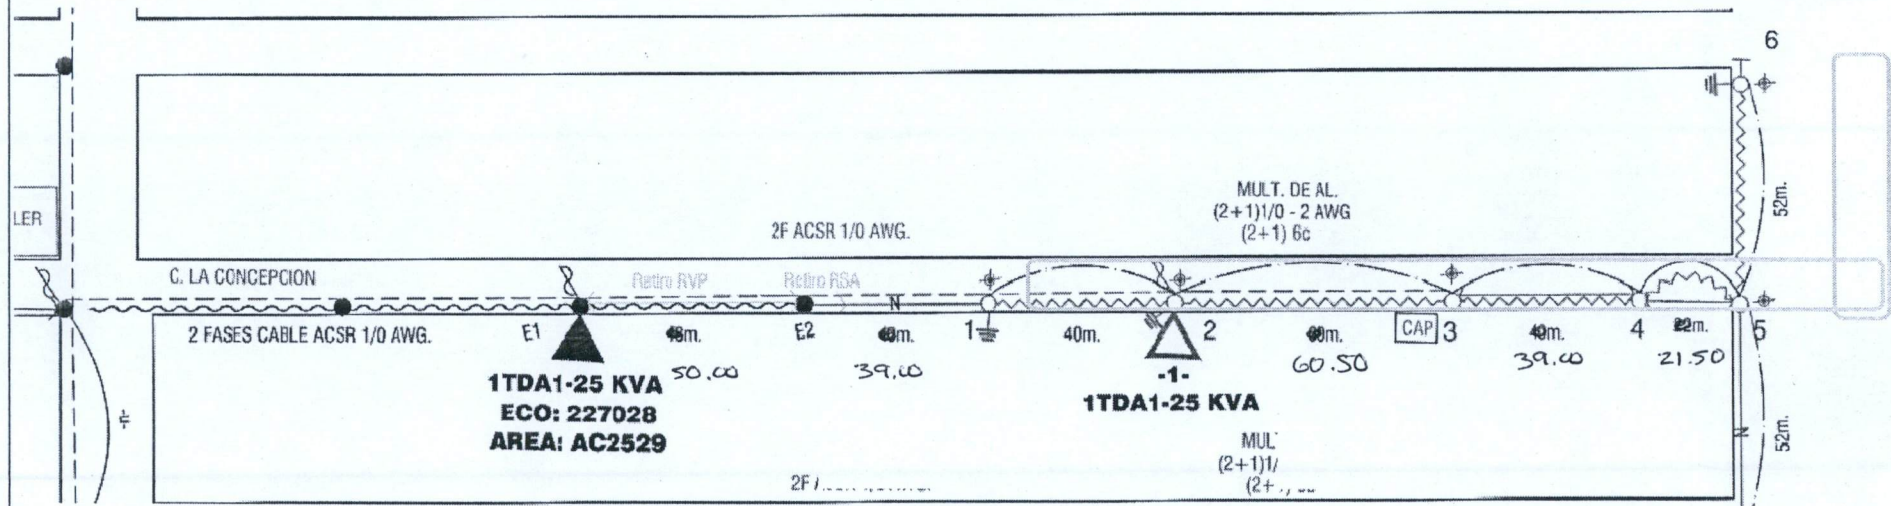 6
MULT. DE AL.
(2+1)1/0 - 2 AWG
(2+1) 6c
52m.
LER
2F ACSR 1/0 AWG.
C. LA CONCEPCION
Retiro RVP
Retiro RSA
N
2 FASES CABLE ACSR 1/0 AWG.
E1
E2
1
40m.
2
CAP
3
4
5
50.00
39.00
60.50
39.00
21.50
1TDA1-25 KVA
ECO: 227028
AREA: AC2529
-1-
1TDA1-25 KVA
N
52m.
MUL
(2+1)1/
2F